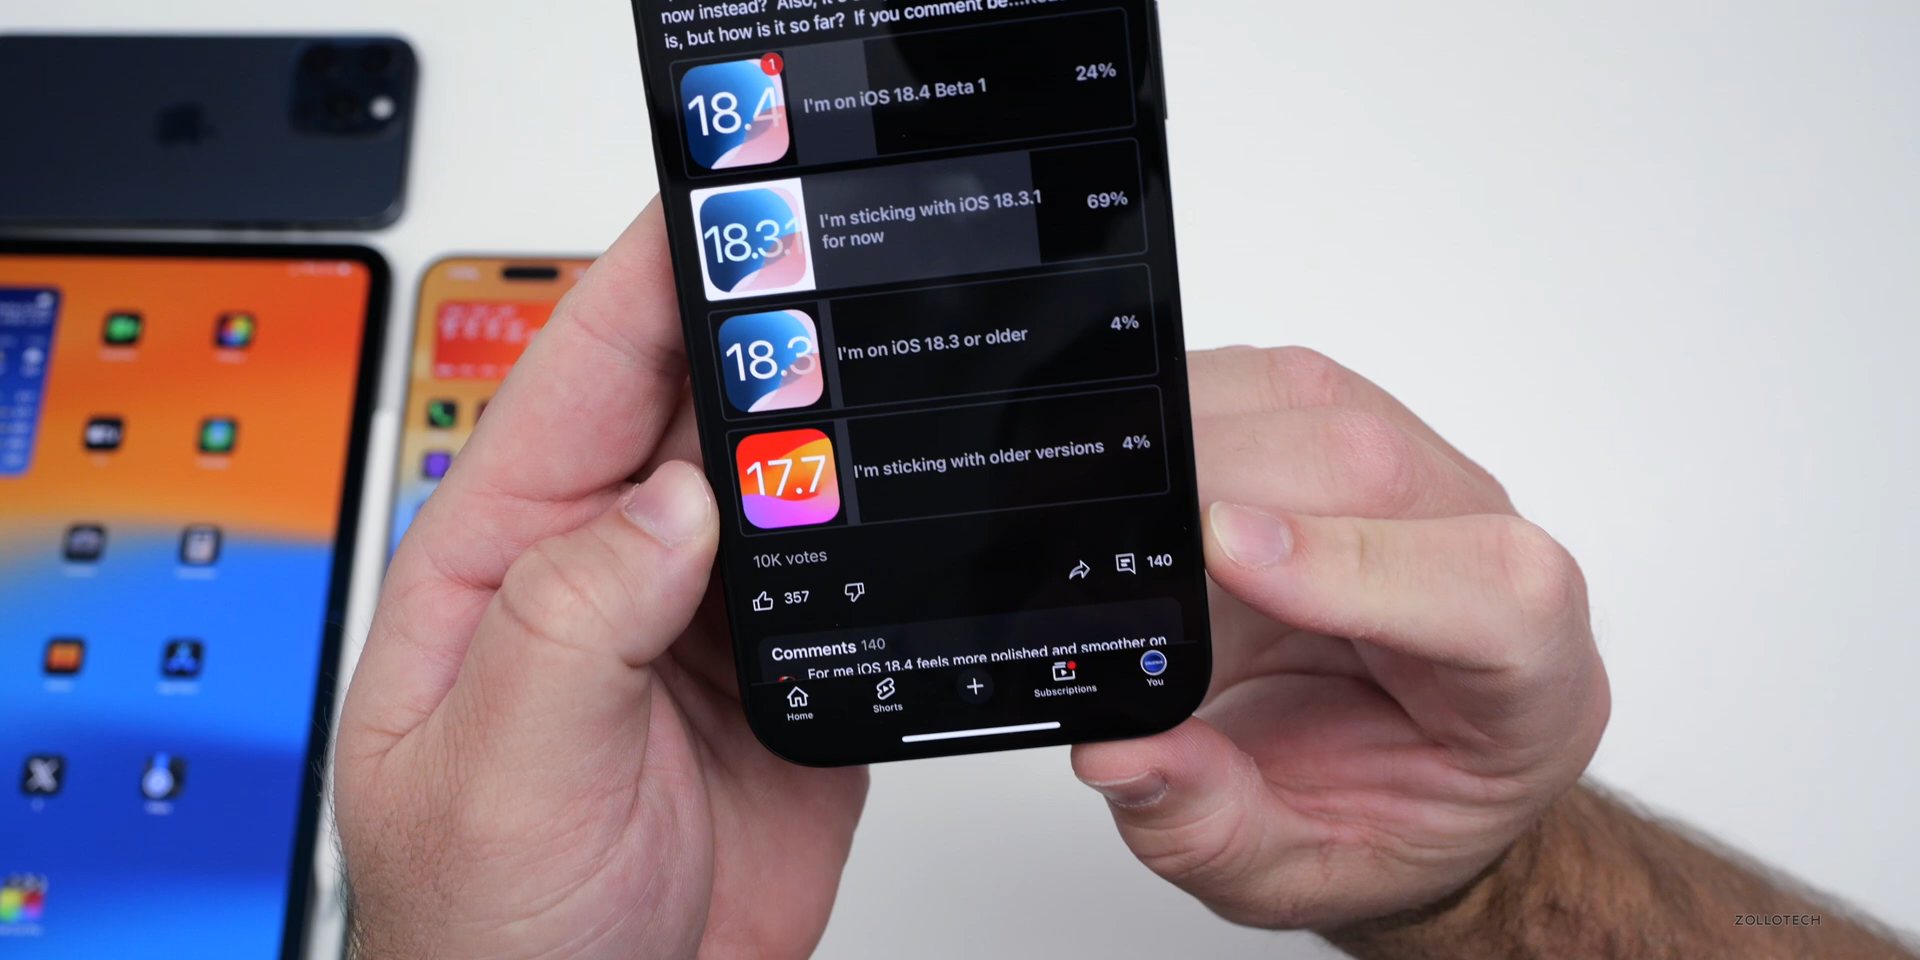 now instead? Also, it's
is, but how is it so far? If you comment be...
18.4
1
I'm on iOS 18.4 Beta 1
24%
18.3.1
I'm sticking with iOS 18.3.1
for now
69%
18.3
I'm on iOS 18.3 or older
4%
17.7
I'm sticking with older versions
4%
10K votes
357
140
Comments 140
For me iOS 18.4 feels more polished and smoother on
Home
Shorts
Subscriptions
You
ZOLLOTECH